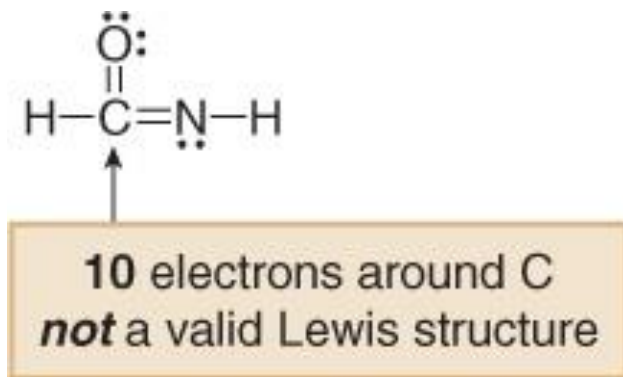 O
H–C=N–H
10 electrons around C
not a valid Lewis structure